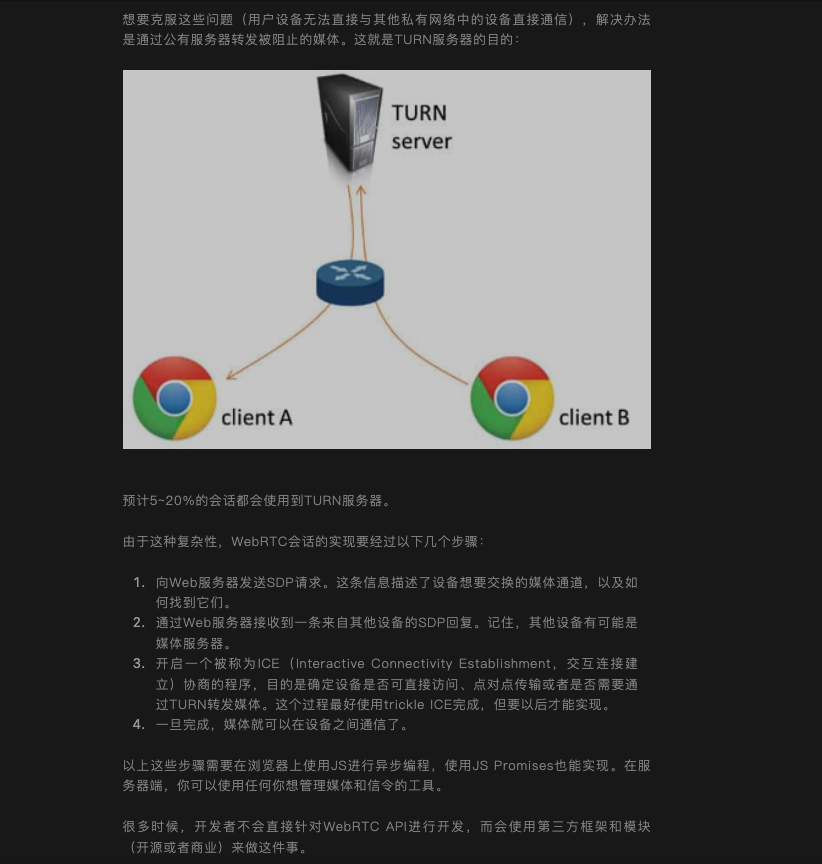 想要克服这些问题（用户设备无法直接与其他私有网络中的设备直接通信），解决办法
是通过公有服务器转发被阻止的媒体。这就是TURN服务器的目的：
TURN
server
client A
client B
预计5~20%的会话都会使用到TURN服务器。
由于这种复杂性，WebRTC会话的实现要经过以下几个步骤：
1. 向Web服务器发送SDP请求。这条信息描述了设备想要交换的媒体通道，以及如
何找到它们。
2. 通过Web服务器接收到一条来自其他设备的SDP回复。记住，其他设备有可能是
媒体服务器。
3. 开启一个被称为ICE（Interactive Connectivity Establishment，交互连接建
立）协商的程序，目的是确定设备是否可直接访问、点对点传输或者是否需要通
过TURN转发媒体。这个过程最好使用trickle ICE完成，但要以后才能实现。
4. 一旦完成，媒体就可以在设备之间通信了。
以上这些步骤需要在浏览器上使用JS进行异步编程，使用JS Promises也能实现。在服
务器端，你可以使用任何你想管理媒体和信令的工具。
很多时候，开发者不会直接针对WebRTC API进行开发，而会使用第三方框架和模块
（开源或者商业）来做这件事。